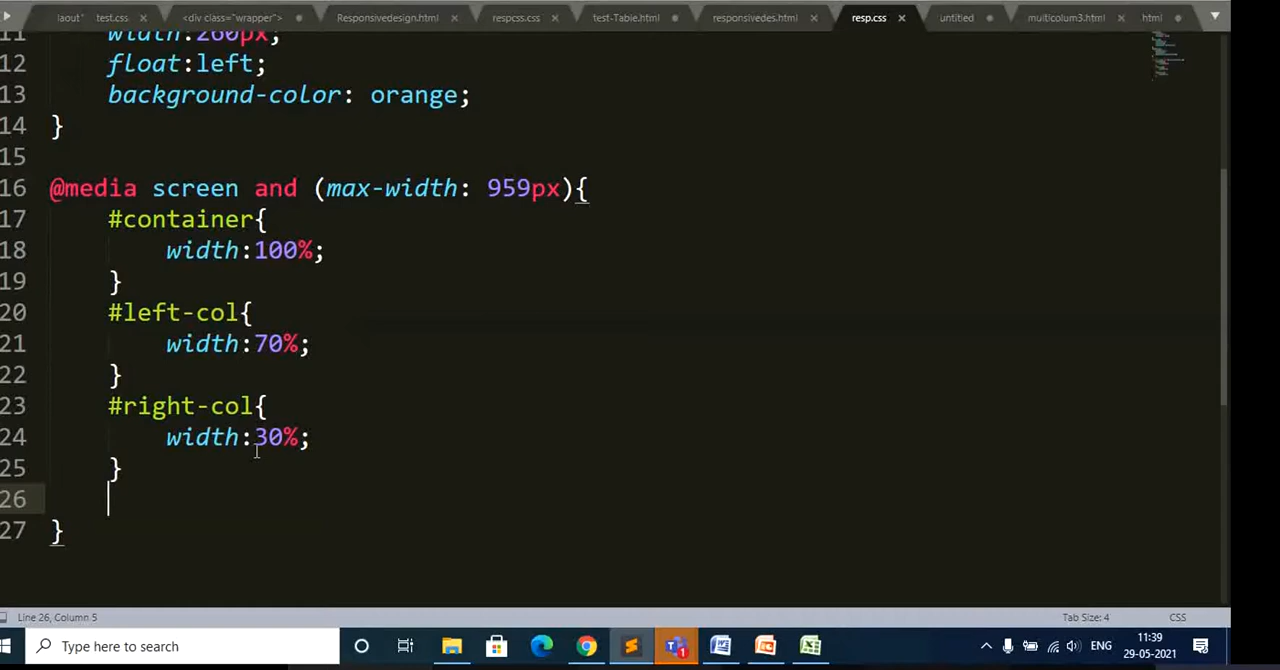 laout' test.css <div class="wrapper"> Responsivedesign.html respcss.css test-Table.html responsivedes.html resp.css untitled multicolum3.html html
11 width:260px;
12 float:left;
13 background-color: orange;
14 }
15
16 @media screen and (max-width: 959px){
17 #container{
18 width:100%;
19 }
20 #left-col{
21 width:70%;
22 }
23 #right-col{
24 width:30%;
25 }
26
27 }
Line 26, Column 5 Tab Size: 4 CSS
Type here to search 1 ENG 11:39
29-05-2021